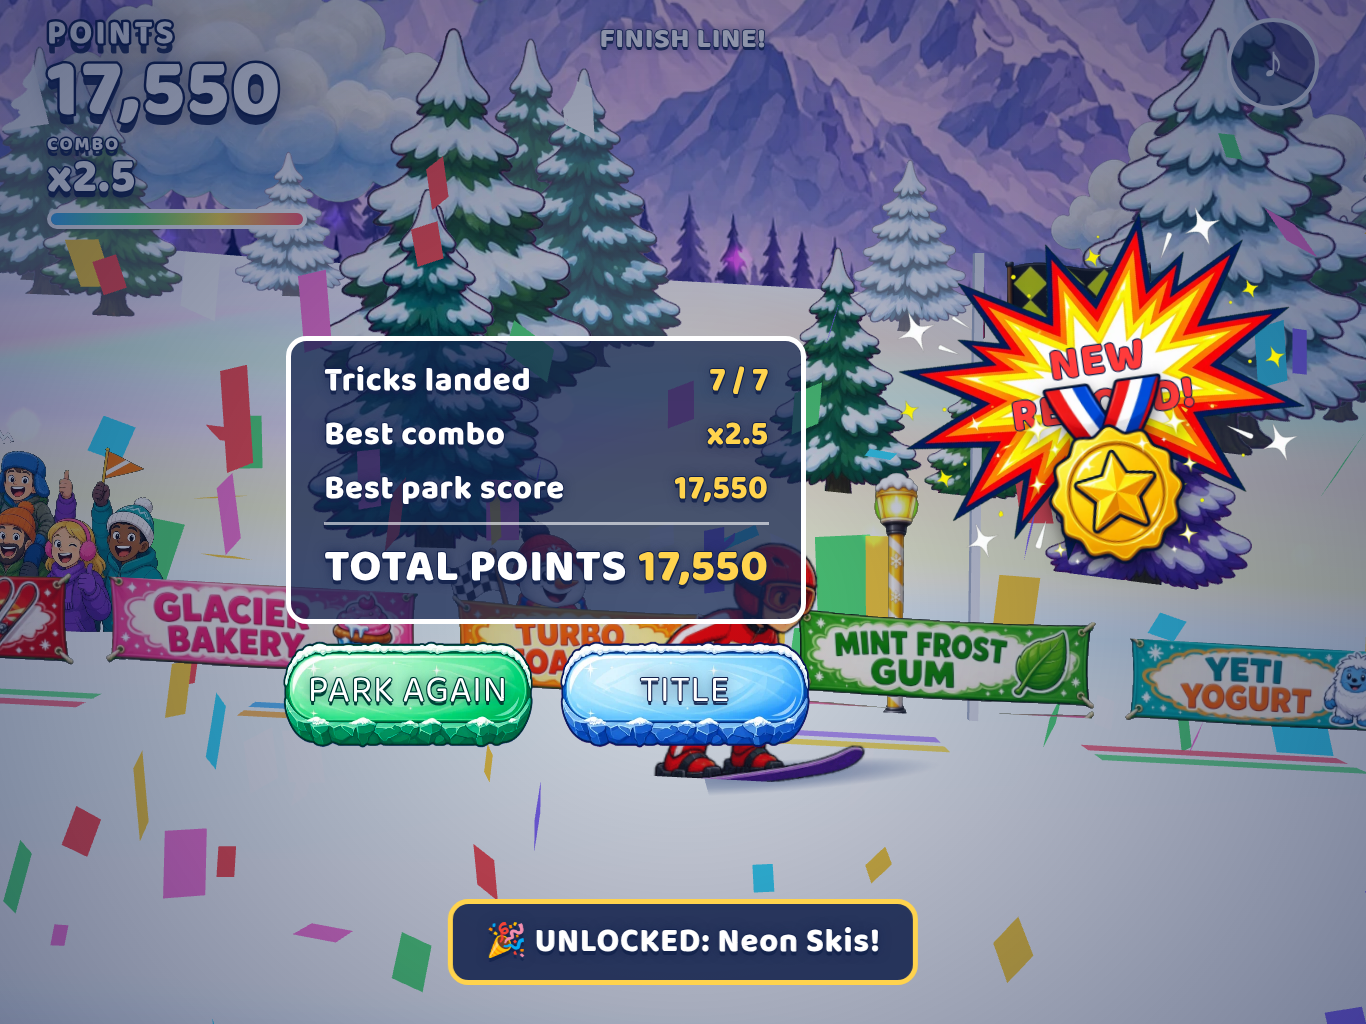 POINTS
17,550
COMBO
x2.5
FINISH LINE!
Tricks landed 7 / 7
Best combo x2.5
Best park score 17,550
TOTAL POINTS 17,550
NEW
GLACIER
BAKERY
TURBO
MINT FROST
GUM
YETI
YOGURT
PARK AGAIN
TITLE
🎉 UNLOCKED: Neon Skis!